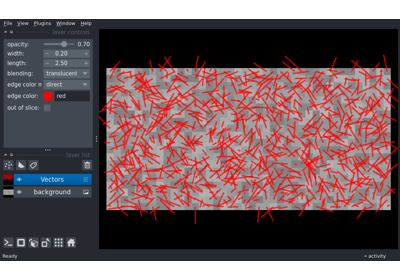 File View Plugins Window Help
layer controls
opacity: 0.70
width: 0.20
length: 2.50
blending: translucent
edge color m direct
edge color: red
out of slice:
layer list
Vectors
background
Ready
activity